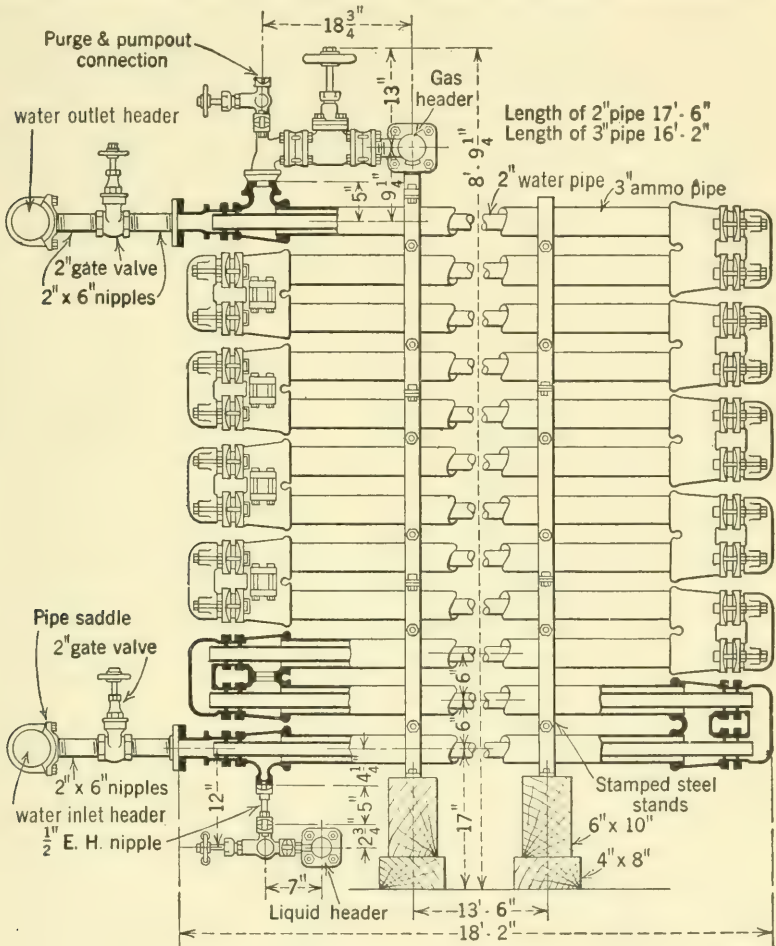 18 3/4"
Purge & pumpout
connection
Gas
header
13"
8'-9 1/4"
Length of 2" pipe 17'-6"
Length of 3" pipe 16'-2"
water outlet header
5"
9 1/4"
2" water pipe
3" ammo pipe
2" gate valve
2" x 6" nipples
Pipe saddle
2" gate valve
6"
6"
2" x 6" nipples
water inlet header
1/2" E. H. nipple
12"
4 1/4"
5"
2 3/4"
17"
Stamped steel
stands
6" x 10"
4" x 8"
7"
Liquid header
13'-6"
18'-2"